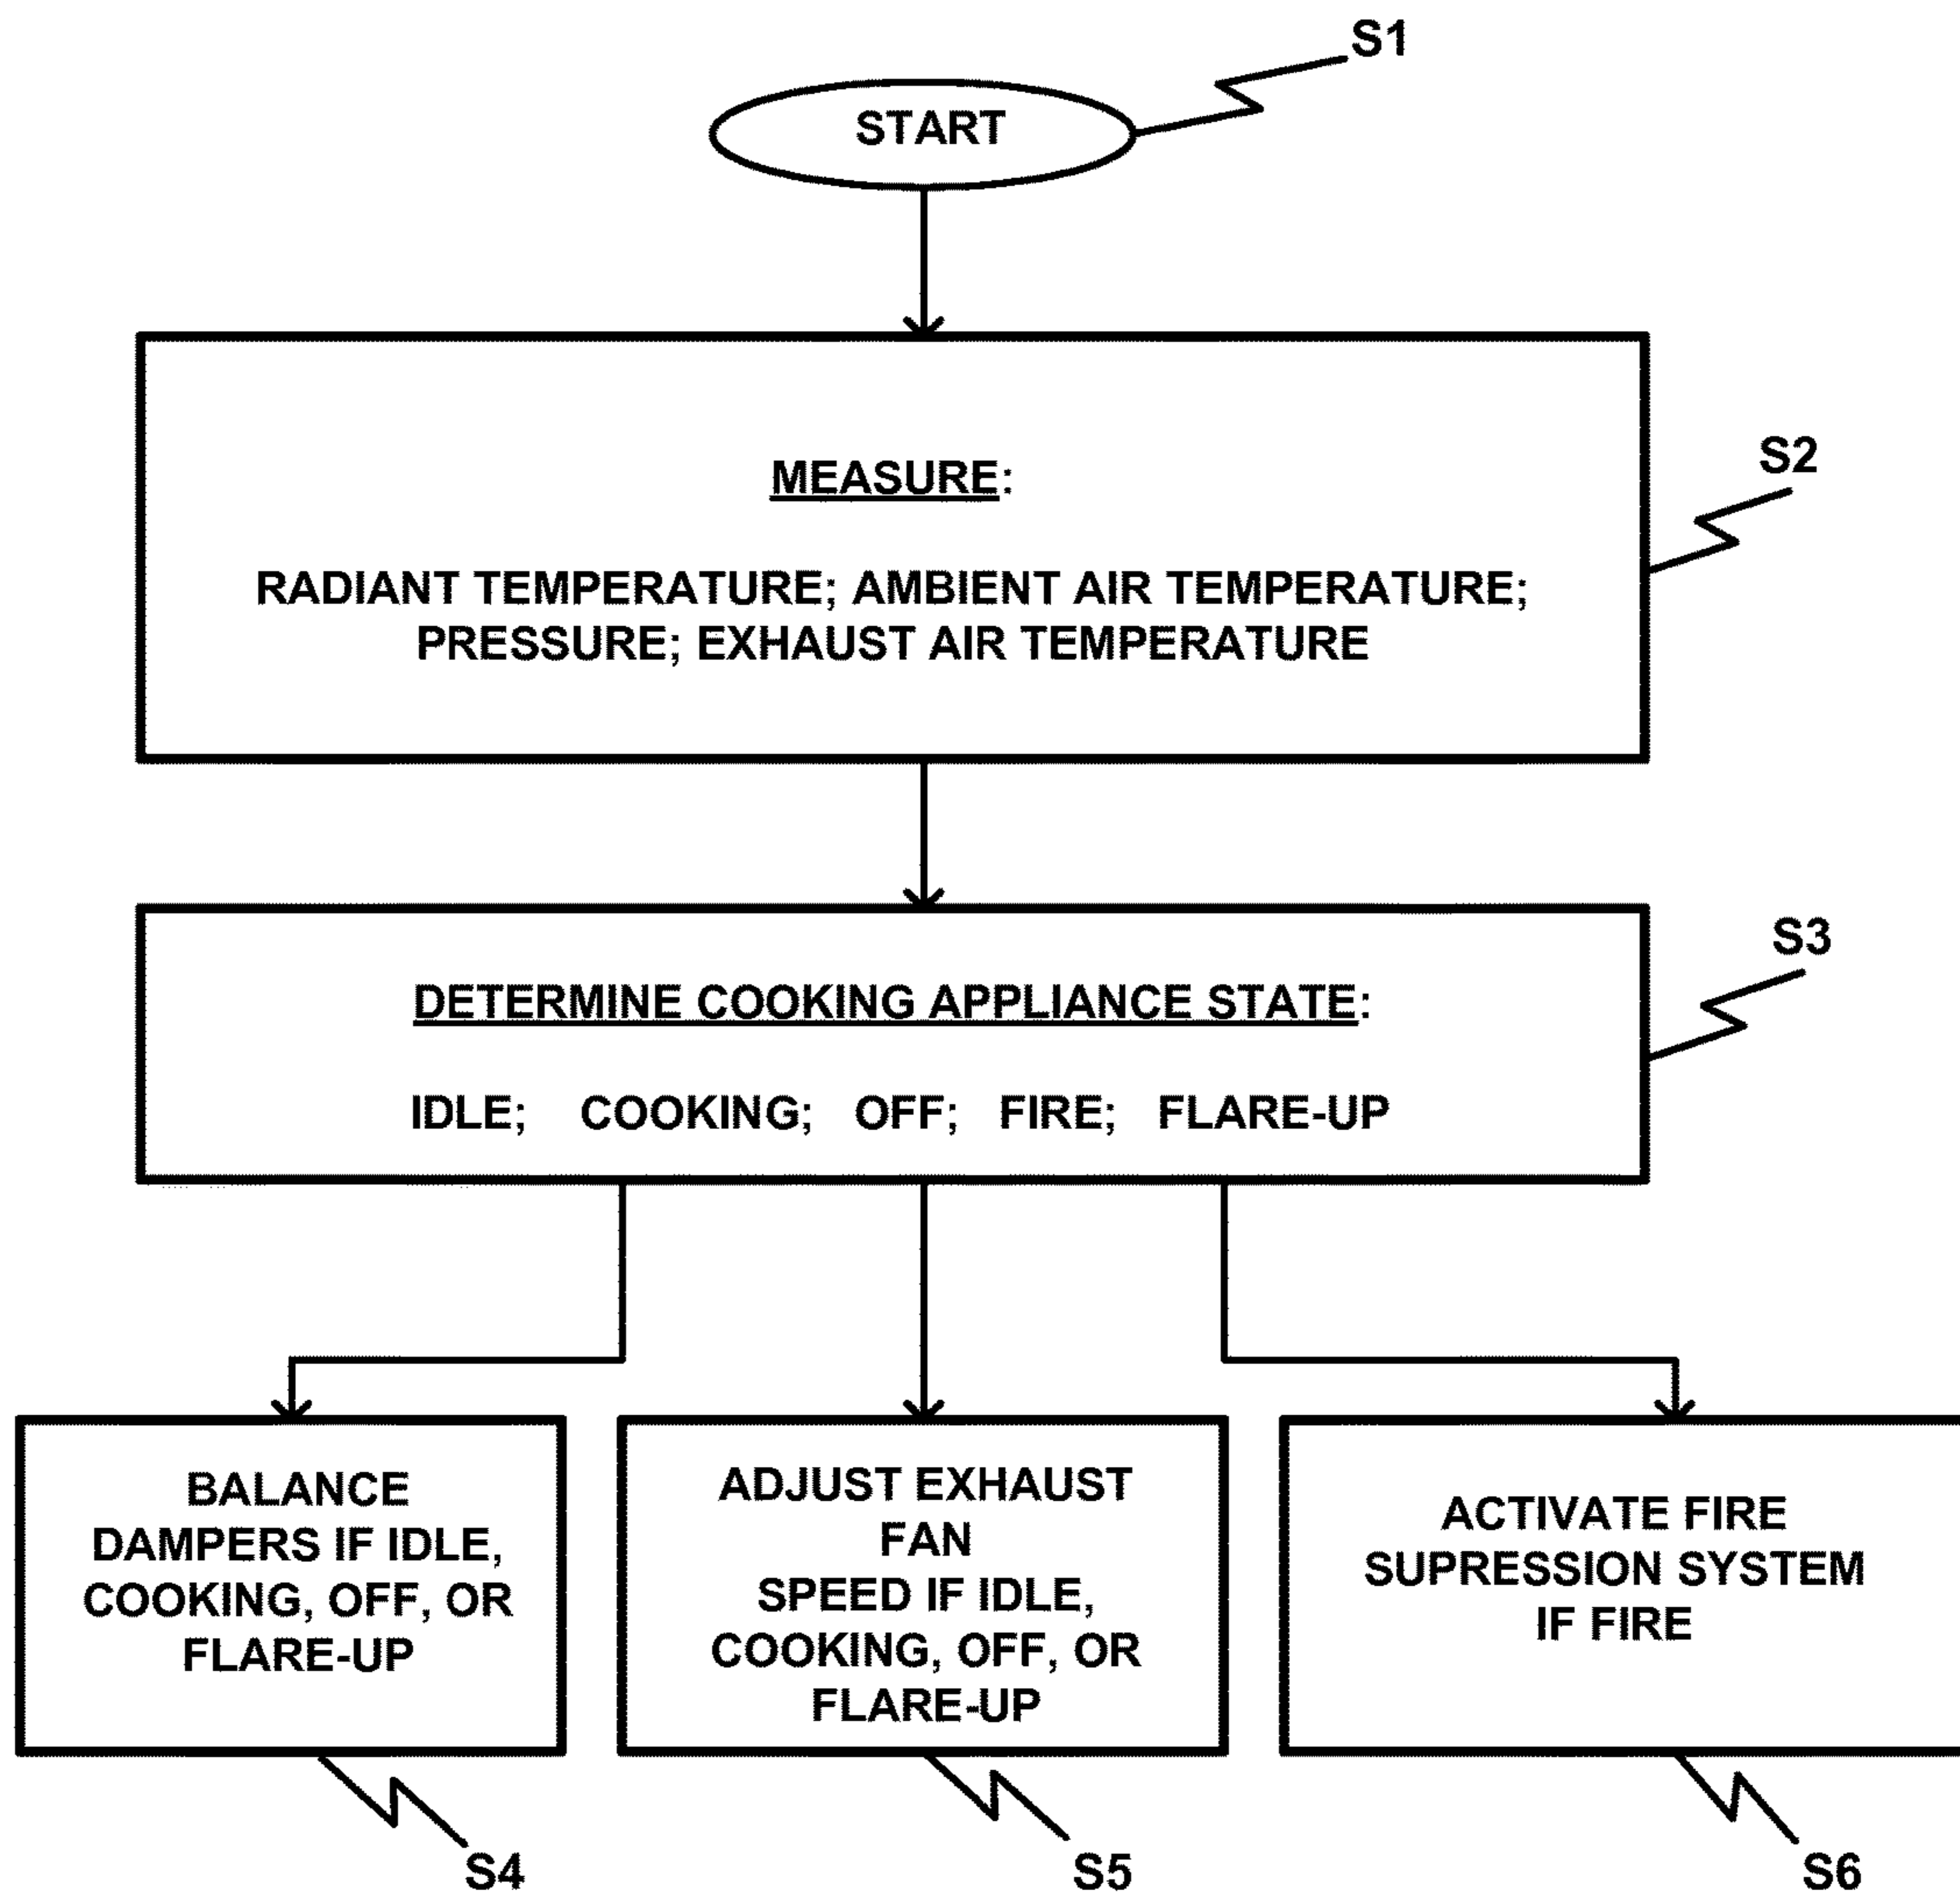 S1
START
S2
MEASURE:
RADIANT TEMPERATURE; AMBIENT AIR TEMPERATURE;
PRESSURE; EXHAUST AIR TEMPERATURE
S3
DETERMINE COOKING APPLIANCE STATE:
IDLE; COOKING; OFF; FIRE; FLARE-UP
BALANCE
DAMPERS IF IDLE,
COOKING, OFF, OR
FLARE-UP
ADJUST EXHAUST
FAN
SPEED IF IDLE,
COOKING, OFF, OR
FLARE-UP
ACTIVATE FIRE
SUPRESSION SYSTEM
IF FIRE
S4
S5
S6